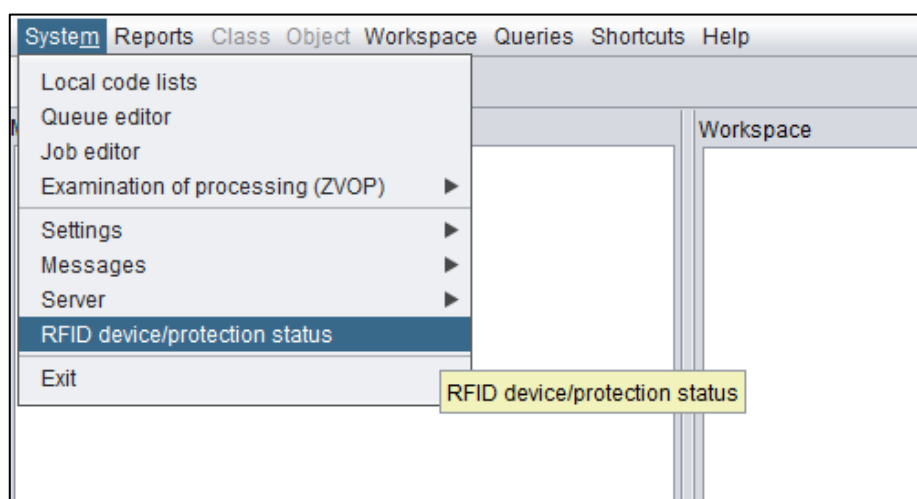 System Reports Class Object Workspace Queries Shortcuts Help
Local code lists
Queue editor
Job editor
Examination of processing (ZVOP)
Settings
Messages
Server
RFID device/protection status
Exit
RFID device/protection status
Workspace